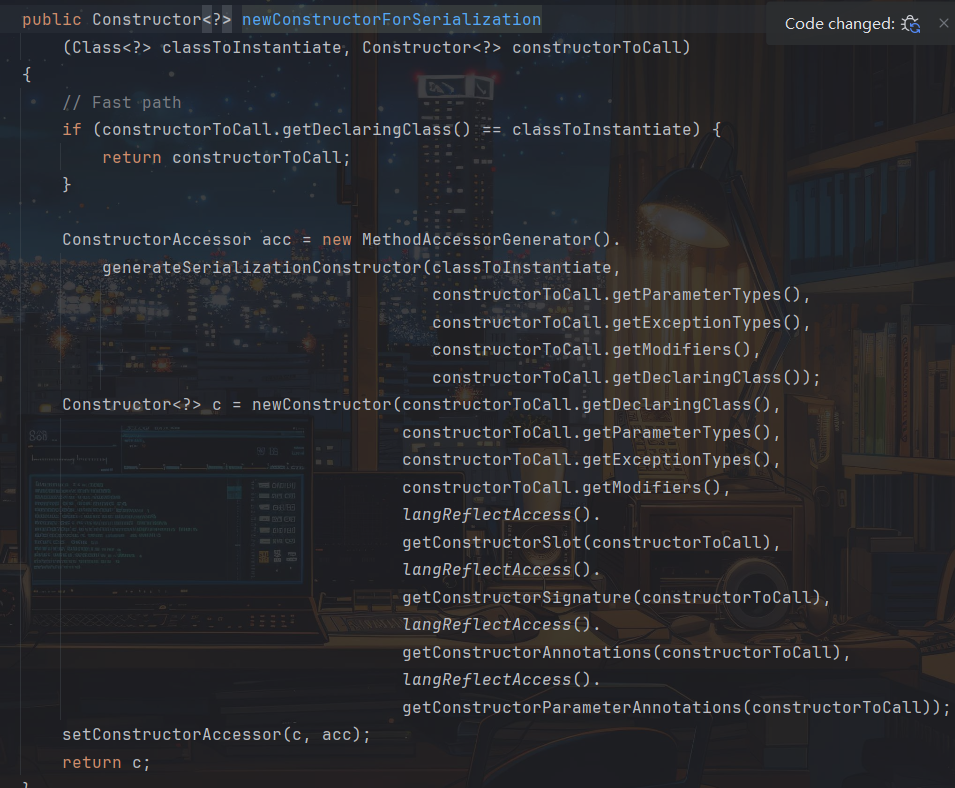 public Constructor<?> newConstructorForSerialization
Code changed:
(Class<?> classToInstantiate, Constructor<?> constructorToCall)
{
// Fast path
if (constructorToCall.getDeclaringClass() == classToInstantiate) {
return constructorToCall;
}
ConstructorAccessor acc = new MethodAccessorGenerator().
generateSerializationConstructor(classToInstantiate,
constructorToCall.getParameterTypes(),
constructorToCall.getExceptionTypes(),
constructorToCall.getModifiers(),
constructorToCall.getDeclaringClass());
Constructor<?> c = newConstructor(constructorToCall.getDeclaringClass(),
constructorToCall.getParameterTypes(),
constructorToCall.getExceptionTypes(),
constructorToCall.getModifiers(),
langReflectAccess().
getConstructorSlot(constructorToCall),
langReflectAccess().
getConstructorSignature(constructorToCall),
langReflectAccess().
getConstructorAnnotations(constructorToCall),
langReflectAccess().
getConstructorParameterAnnotations(constructorToCall));
setConstructorAccessor(c, acc);
return c;
}